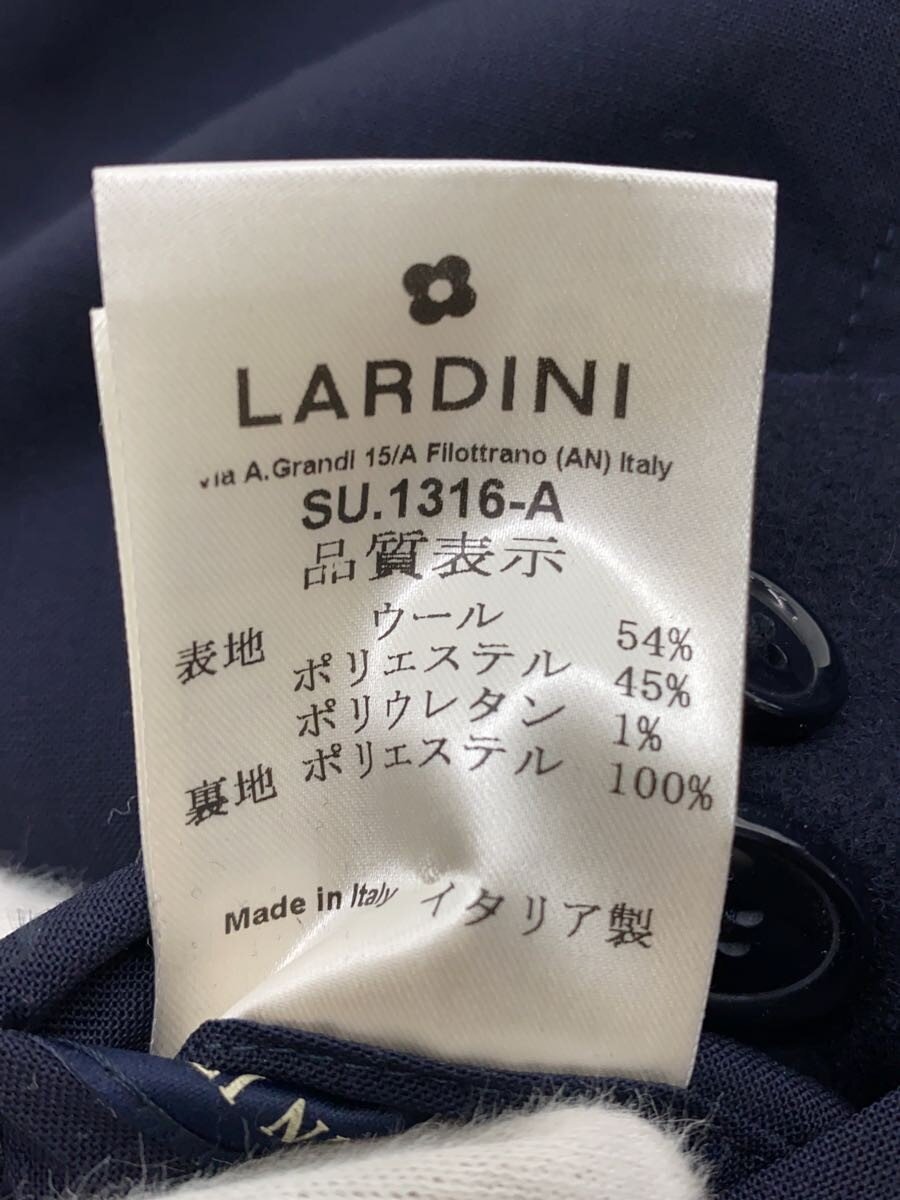 LARDINI
via A.Grandi 15/A Filottrano (AN) Italy
SU.1316-A
品質表示
表地 ウール 54%
ポリエステル 45%
ポリウレタン 1%
裏地 ポリエステル 100%
Made in Italy イタリア製